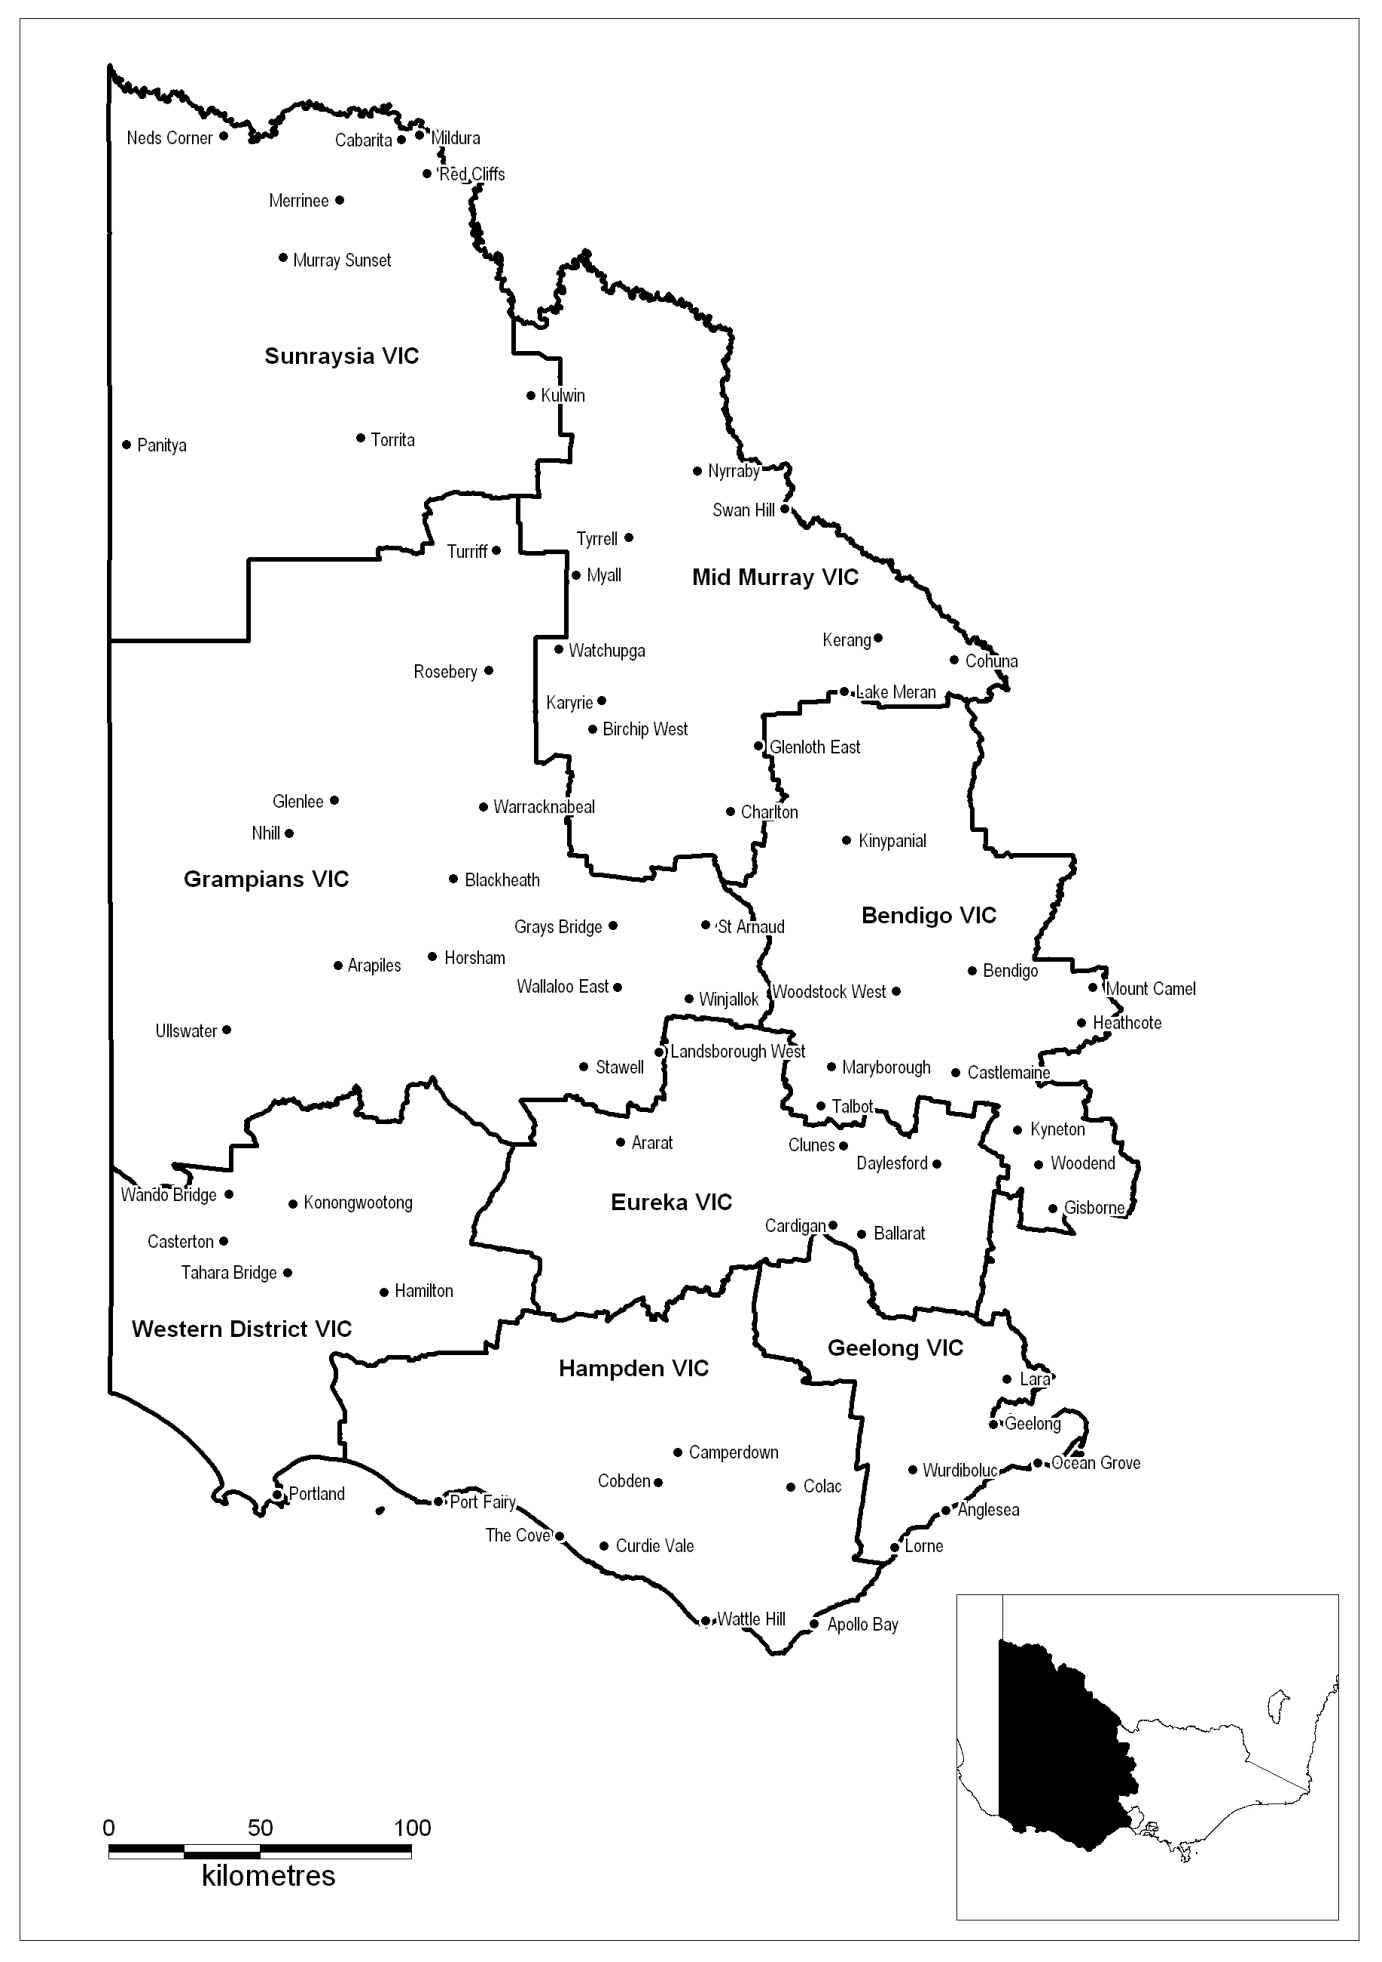 Neds Corner
Cabarita
Mildura
Red Cliffs
Merrinee
Murray Sunset
Sunraysia VIC
Kulwin
Panitya
Torrita
Nyrraby
Swan Hill
Tyrrell
Turriff
Myall
Mid Murray VIC
Kerang
Watchupga
Cohuna
Rosebery
Lake Meran
Karyrie
Birchip West
Glenloth East
Glenlee
Warracknabeal
Charlton
Nhill
Kinypanial
Grampians VIC
Blackheath
Bendigo VIC
Grays Bridge
St Arnaud
Horsham
Arapiles
Bendigo
Wallaloo East
Woodstock West
Mount Camel
Winjallok
Heathcote
Ullswater
Landsborough West
Stawell
Maryborough
Castlemaine
Talbot
Kyneton
Ararat
Clunes
Daylesford
Woodend
Wando Bridge
Konongwootong
Eureka VIC
Gisborne
Cardigan
Ballarat
Casterton
Tahara Bridge
Hamilton
Western District VIC
Geelong VIC
Hampden VIC
Lara
Geelong
Camperdown
Ocean Grove
Wurdiboluc
Cobden
Colac
Portland
Port Fairy
Anglesea
The Cove
Curdie Vale
Lorne
Wattle Hill
Apollo Bay
0 50 100
kilometres